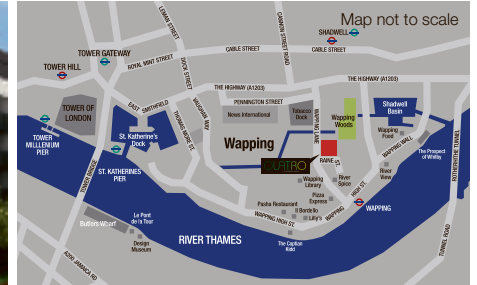 Map not to scale
SHADWELL
LEMAN STREET
CANNON STREET ROAD
TOWER GATEWAY
CABLE STREET
CABLE STREET
TOWER HILL
ROYAL MINT STREET
DOCK STREET
THE HIGHWAY (A1203)
THE HIGHWAY (A1203)
EAST SMITHFIELD
VAUGHAN WAY
PENNINGTON STREET
TOWER OF
LONDON
THOMAS MORE ST.
News International
Tobacco
Dock
WAPPING LANE
Wapping
Woods
Shadwell
Basin
TOWER
MILLLENIUM
PIER
St. Katherine's
Dock
Wapping
Wapping
Food
WAPPING WALL
The Prospect
of Whitby
ROTHERHITHE TUNNEL
RAINE ST.
TOWER BRIDGE
ST. KATHERINES
PIER
Wapping
Library
River
Spice
River
View
HIGH ST.
Pizza
Express
Pasha Restaurant
Il Bordello
Lilly's
WAPPING
WAPPING
WAPPING HIGH ST.
Butlers Wharf
Le Pont
de la Tour
Design
Museum
RIVER THAMES
The Captian
Kidd
TUNNEL ROAD
A200 JAMAICA RD